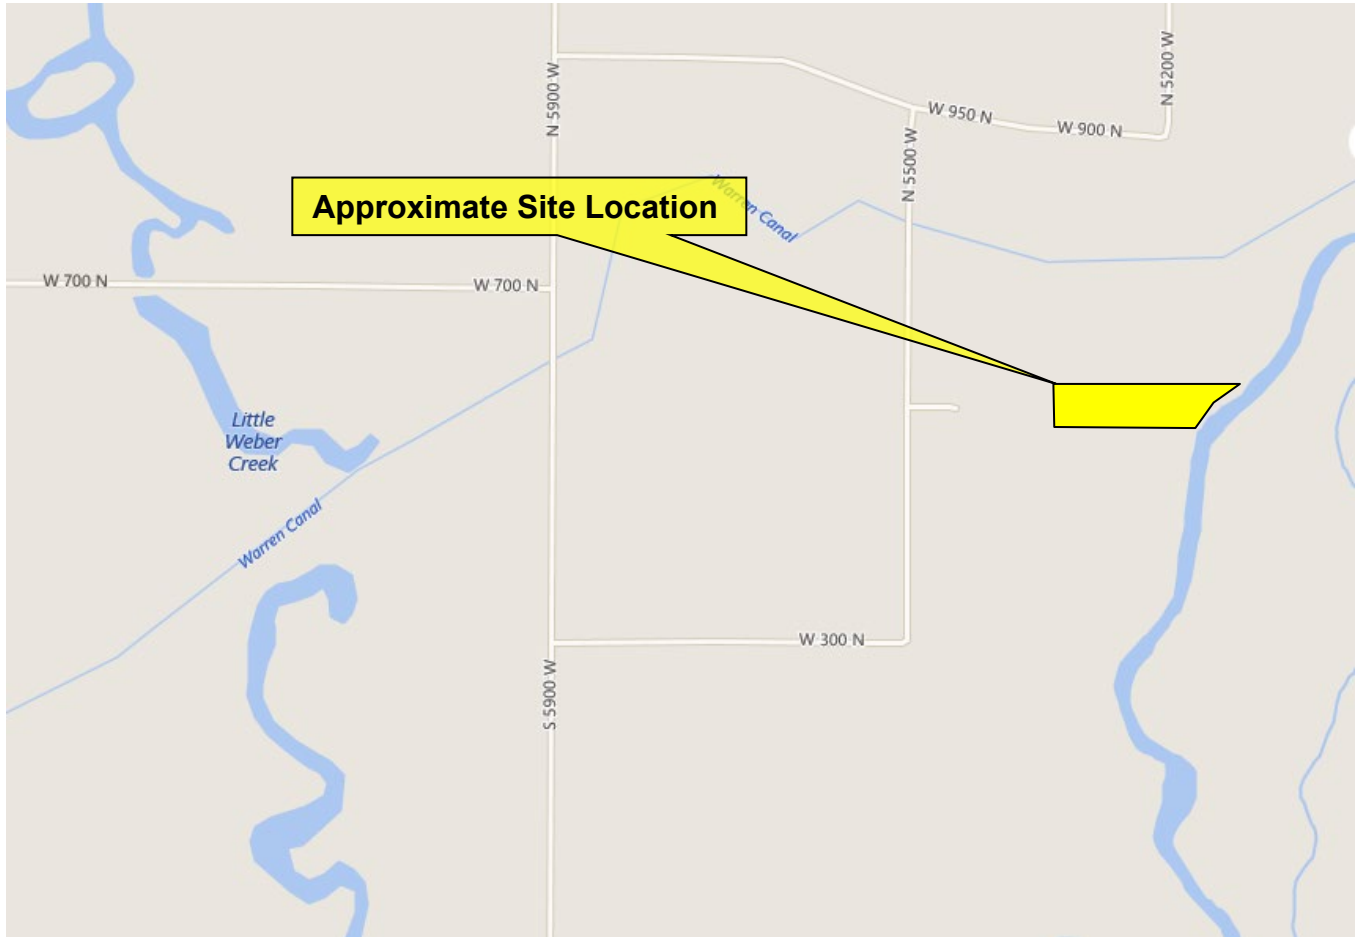 N 5900 W
N 5200 W
W 950 N
W 900 N
N 5500 W
Approximate Site Location
Warren Canal
W 700 N
W 700 N
Little
Weber
Creek
Warren Canal
W 300 N
S 5900 W